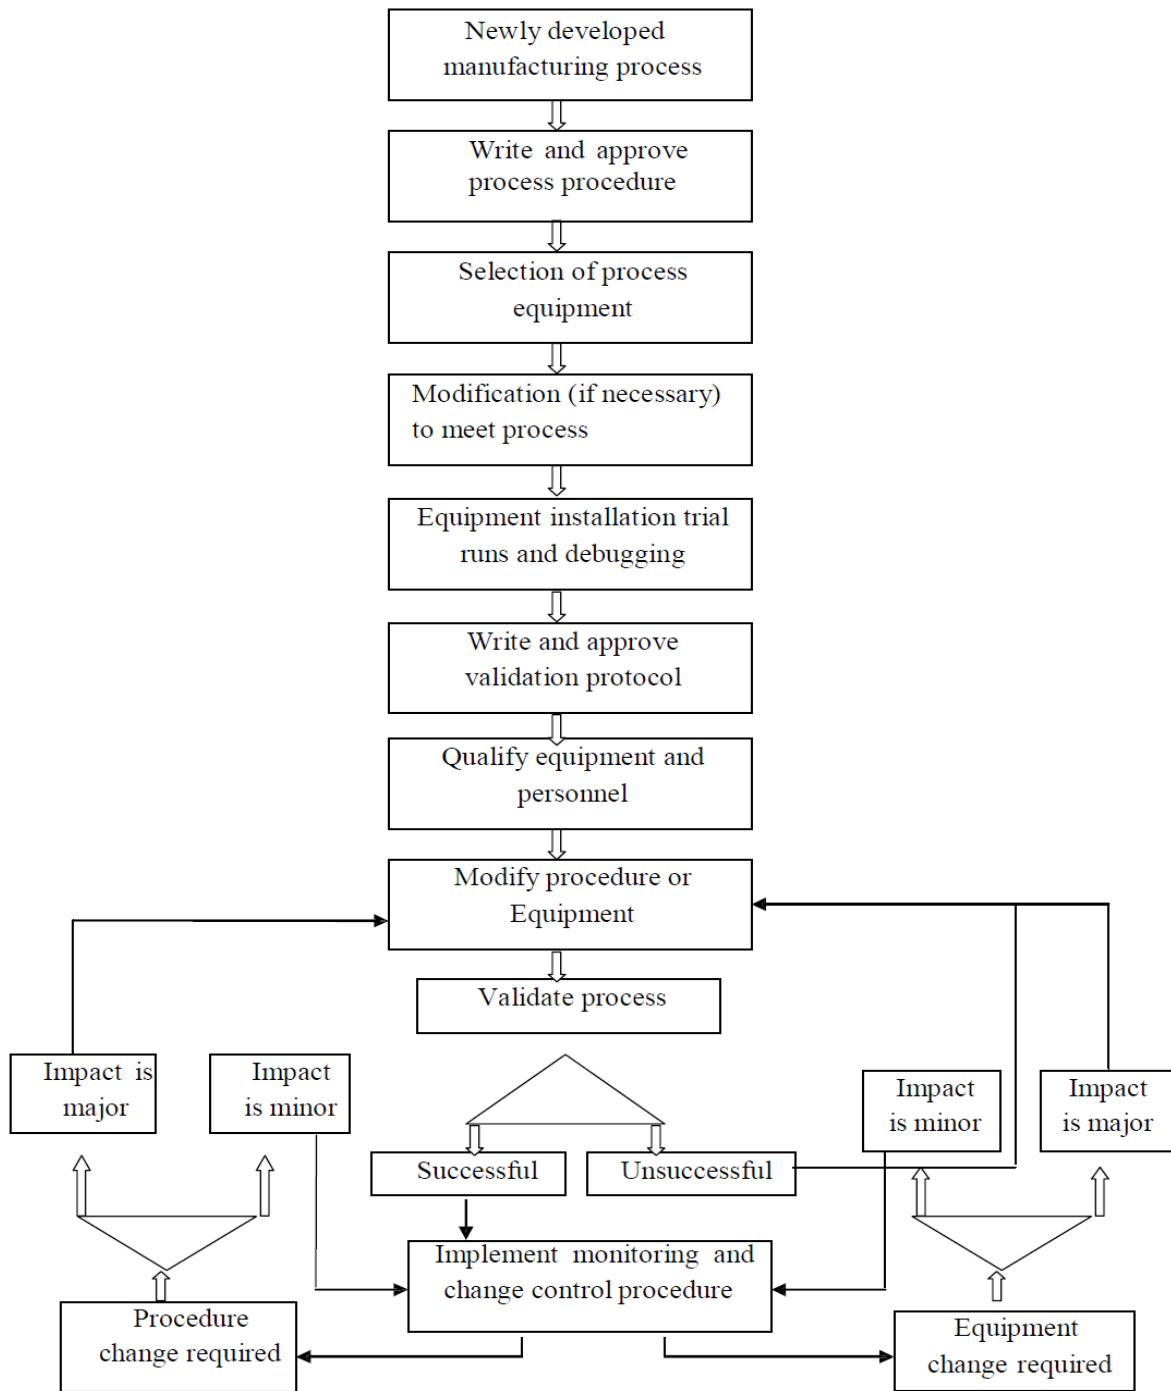 Newly developed
manufacturing process
Write and approve
process procedure
Selection of process
equipment
Modification (if necessary)
to meet process
Equipment installation trial
runs and debugging
Write and approve
validation protocol
Qualify equipment and
personnel
Modify procedure or
Equipment
Validate process
Impact is
major
Impact
is minor
Impact
is minor
Impact
is major
Successful
Unsuccessful
Implement monitoring and
change control procedure
Procedure
change required
Equipment
change required